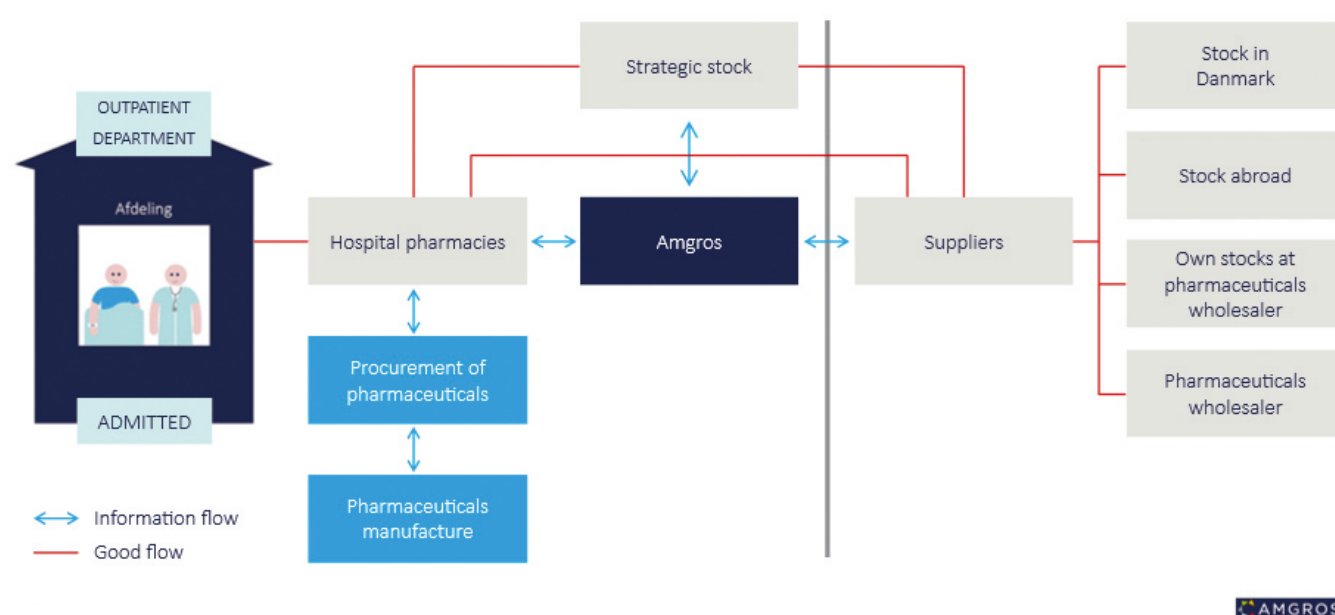 OUTPATIENT
DEPARTMENT
Afdeling
ADMITTED
Information flow
Good flow
Strategic stock
Hospital pharmacies
Amgros
Suppliers
Procurement of
pharmaceuticals
Pharmaceuticals
manufacture
Stock in
Danmark
Stock abroad
Own stocks at
pharmaceuticals
wholesaler
Pharmaceuticals
wholesaler
AMGROS